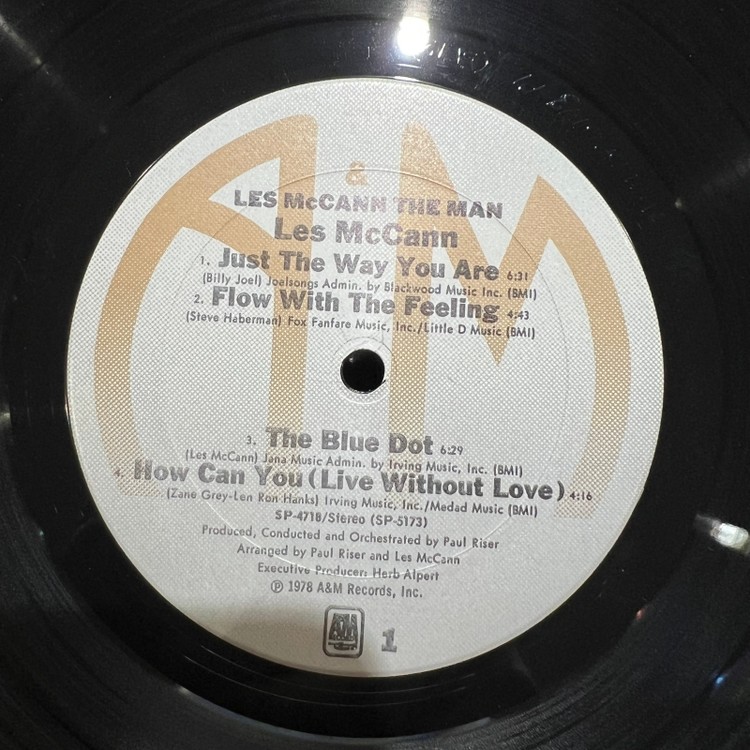 A&M
LES McCANN THE MAN
Les McCann
1. Just The Way You Are 6:31
(Billy Joel) Joelsongs Admin. by Blackwood Music Inc. (BMI)
2. Flow With The Feeling 4:43
(Steve Haberman) Fox Fanfare Music, Inc./Little D Music (BMI)
3. The Blue Dot 6:29
(Les McCann) Jana Music Admin. by Irving Music, Inc. (BMI)
4. How Can You (Live Without Love) 4:16
(Zane Grey-Len Ron Hanks) Irving Music, Inc./Medad Music (BMI)
SP-4718/Stereo (SP-5173)
Produced, Conducted and Orchestrated by Paul Riser
Arranged by Paul Riser and Les McCann
Executive Producer: Herb Alpert
℗ 1978 A&M Records, Inc.
A&M 1